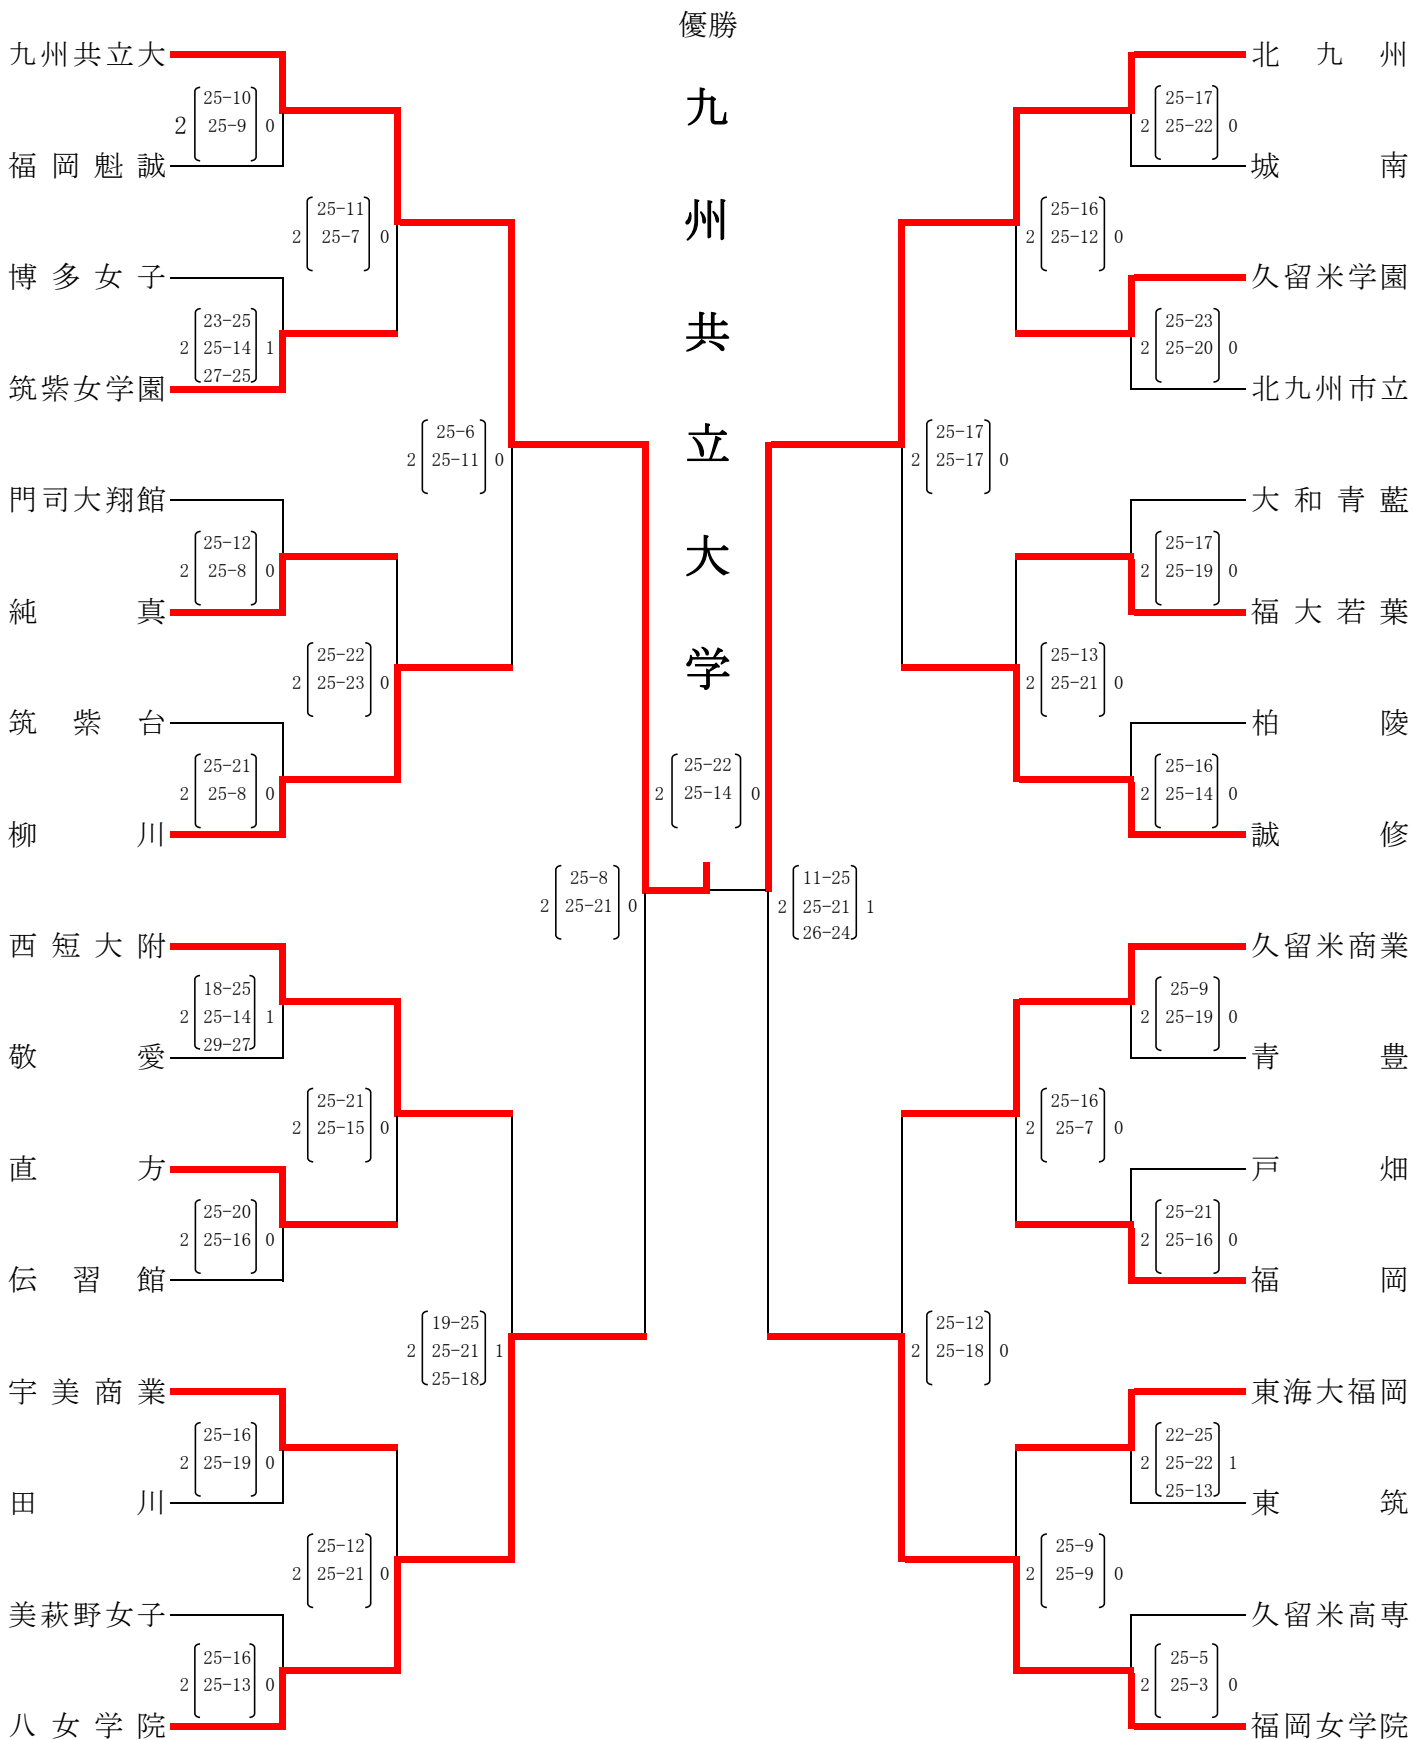 優勝
九州共立大学
九州共立大
2 25-10 0
25-9
福岡魁誠
2 25-11 0
25-7
博多女子
23-25
2 25-14 1
27-25
筑紫女学園
25-6
2 25-11 0
門司大翔館
25-12
2 25-8 0
純真
25-22
2 25-23 0
筑紫台
25-21
2 25-8 0
柳川
25-8
2 25-21 0
西短大附
18-25
2 25-14 1
29-27
敬愛
25-21
2 25-15 0
直方
25-20
2 25-16 0
伝習館
19-25
2 25-21 1
25-18
宇美商業
25-16
2 25-19 0
田川
25-12
2 25-21 0
美萩野女子
25-16
2 25-13 0
八女学院
25-22
2 25-14 0
北九州
25-17
2 25-22 0
城南
25-16
2 25-12 0
久留米学園
25-23
2 25-20 0
北九州市立
25-17
2 25-17 0
大和青藍
25-17
2 25-19 0
福大若葉
25-13
2 25-21 0
柏陵
25-16
2 25-14 0
誠修
11-25
2 25-21 1
26-24
久留米商業
25-9
2 25-19 0
青豊
25-16
2 25-7 0
戸畑
25-21
2 25-16 0
福岡
25-12
2 25-18 0
東海大福岡
22-25
2 25-22 1
25-13
東筑
25-9
2 25-9 0
久留米高専
25-5
2 25-3 0
福岡女学院